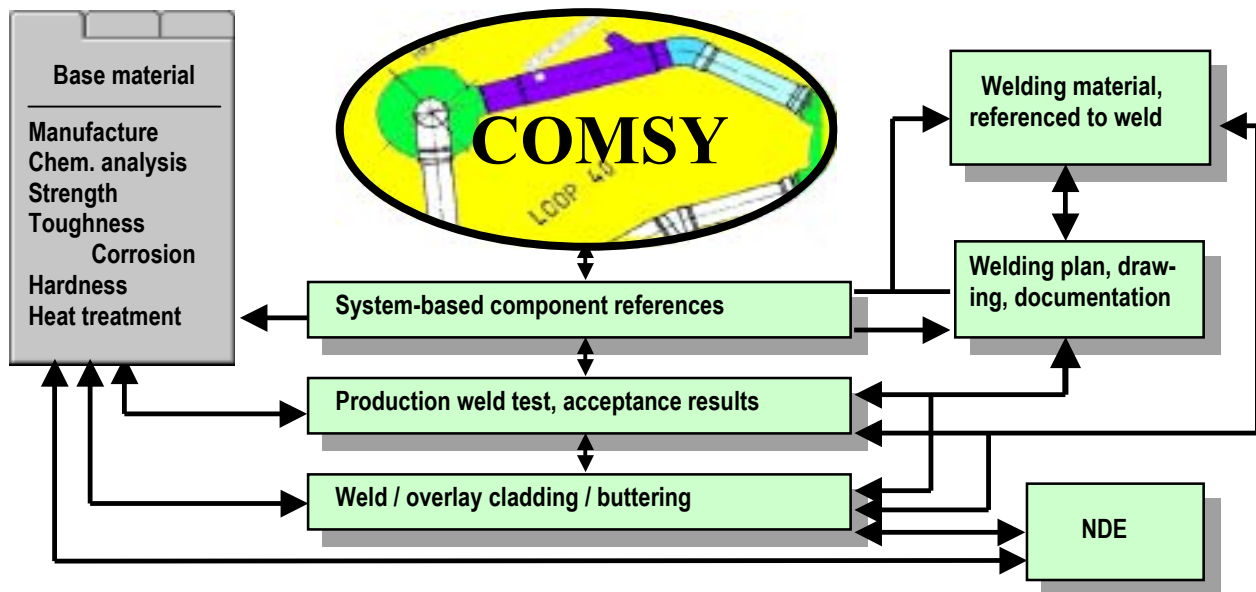 Base material
Manufacture
Chem. analysis
Strength
Toughness
Corrosion
Hardness
Heat treatment
COMSY
LOOP 40
System-based component references
Production weld test, acceptance results
Weld / overlay cladding / buttering
Welding material,
referenced to weld
Welding plan, draw-
ing, documentation
NDE